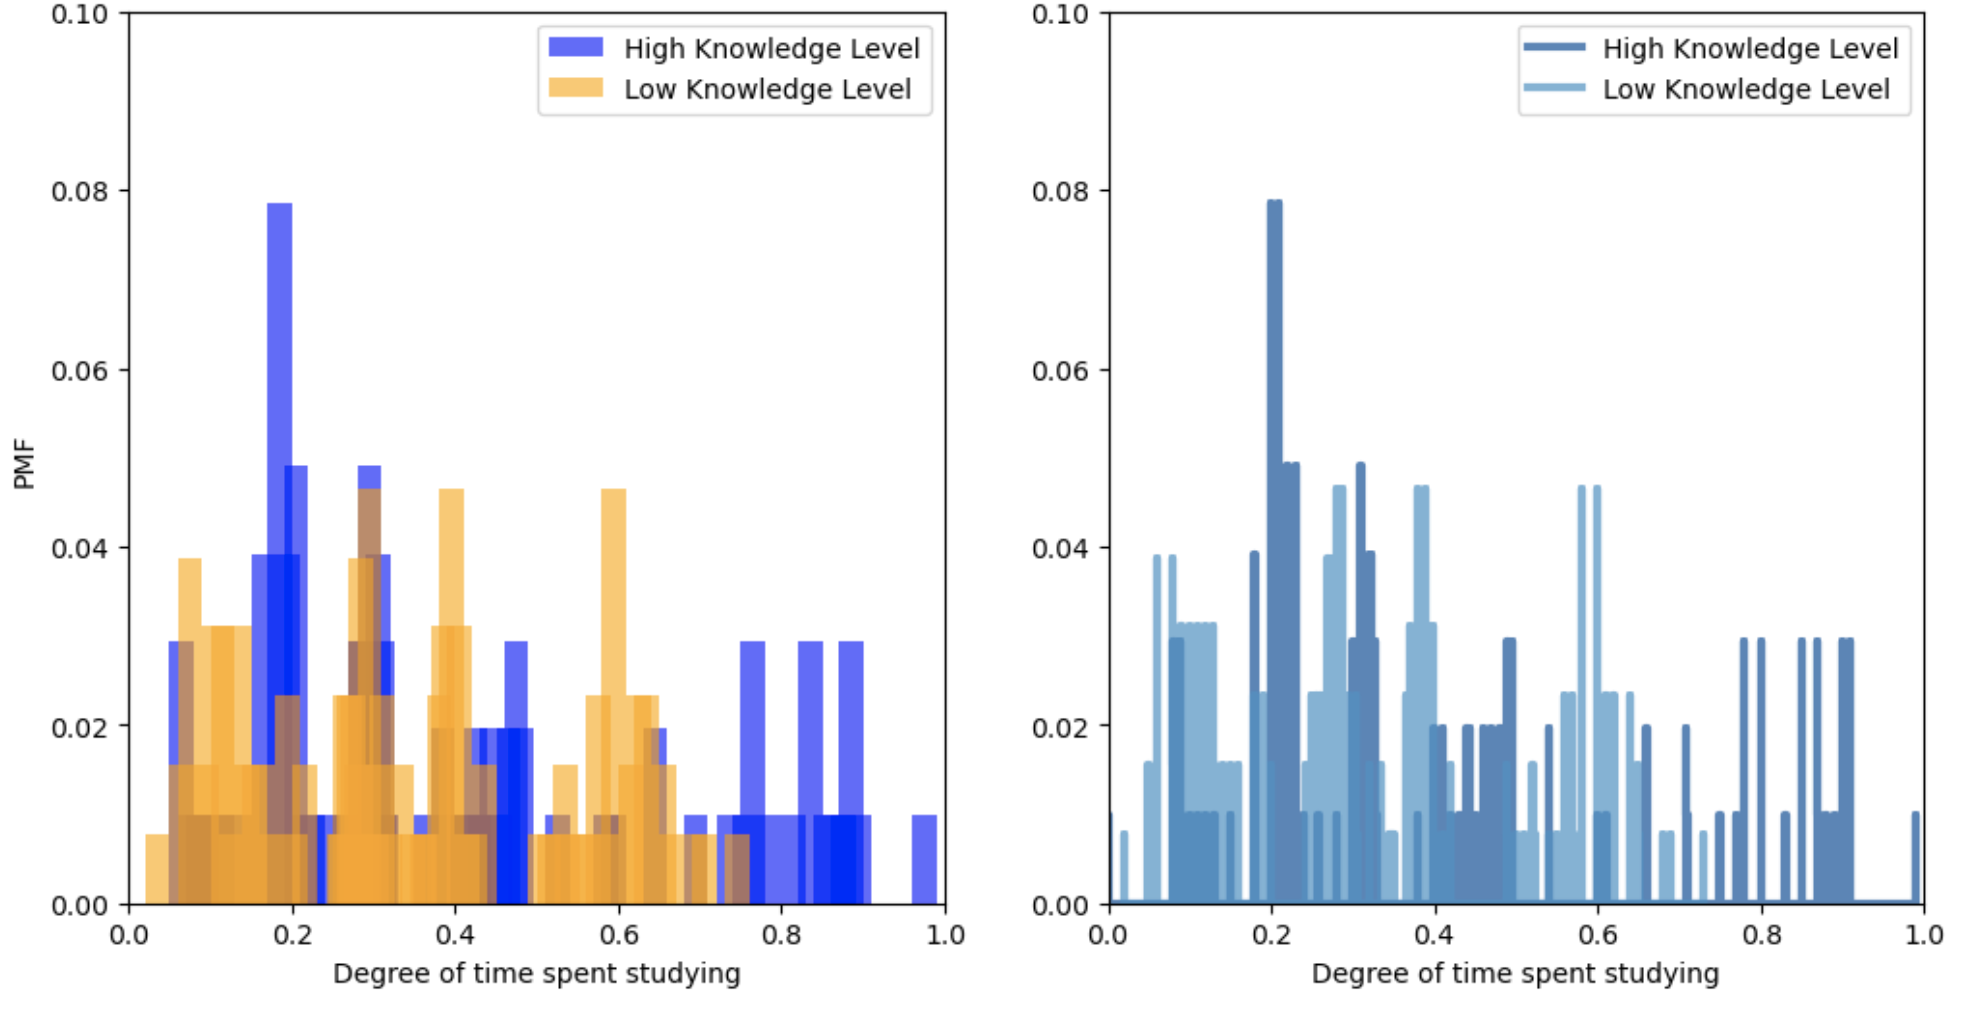 0.10
0.08
0.06
0.04
0.02
0.00
PMF
0.0 0.2 0.4 0.6 0.8 1.0
Degree of time spent studying
High Knowledge Level
Low Knowledge Level
0.10
0.08
0.06
0.04
0.02
0.00
0.0 0.2 0.4 0.6 0.8 1.0
Degree of time spent studying
High Knowledge Level
Low Knowledge Level